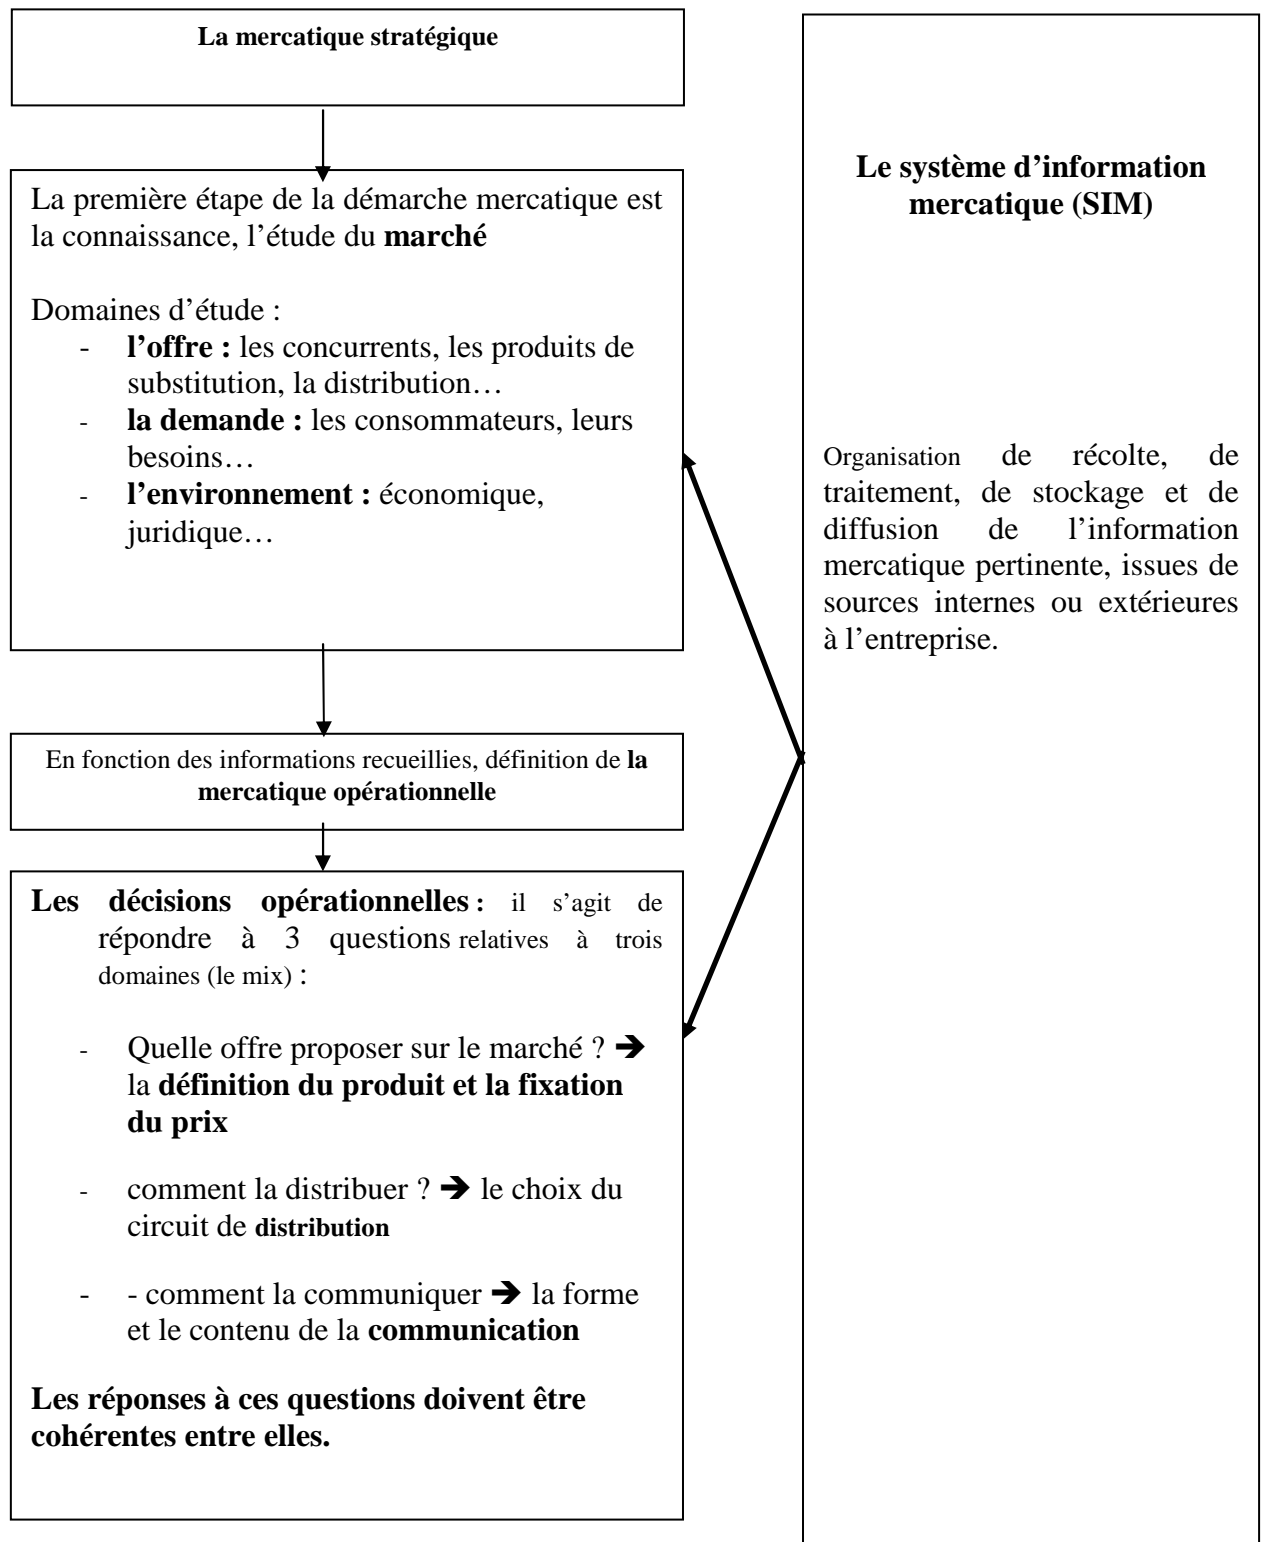 La mercatique stratégique
La première étape de la démarche mercatique est
la connaissance, l’étude du marché
Domaines d’étude :
- l’offre : les concurrents, les produits de
substitution, la distribution…
- la demande : les consommateurs, leurs
besoins…
- l’environnement : économique,
juridique…
En fonction des informations recueillies, définition de la
mercatique opérationnelle
Les décisions opérationnelles : il s’agit de
répondre à 3 questions relatives à trois
domaines (le mix) :
- Quelle offre proposer sur le marché ? ➔
la définition du produit et la fixation
du prix
- comment la distribuer ? ➔ le choix du
circuit de distribution
- - comment la communiquer ➔ la forme
et le contenu de la communication
Les réponses à ces questions doivent être
cohérentes entre elles.
Le système d’information
mercatique (SIM)
Organisation de récolte, de
traitement, de stockage et de
diffusion de l’information
mercatique pertinente, issues de
sources internes ou extérieures
à l’entreprise.